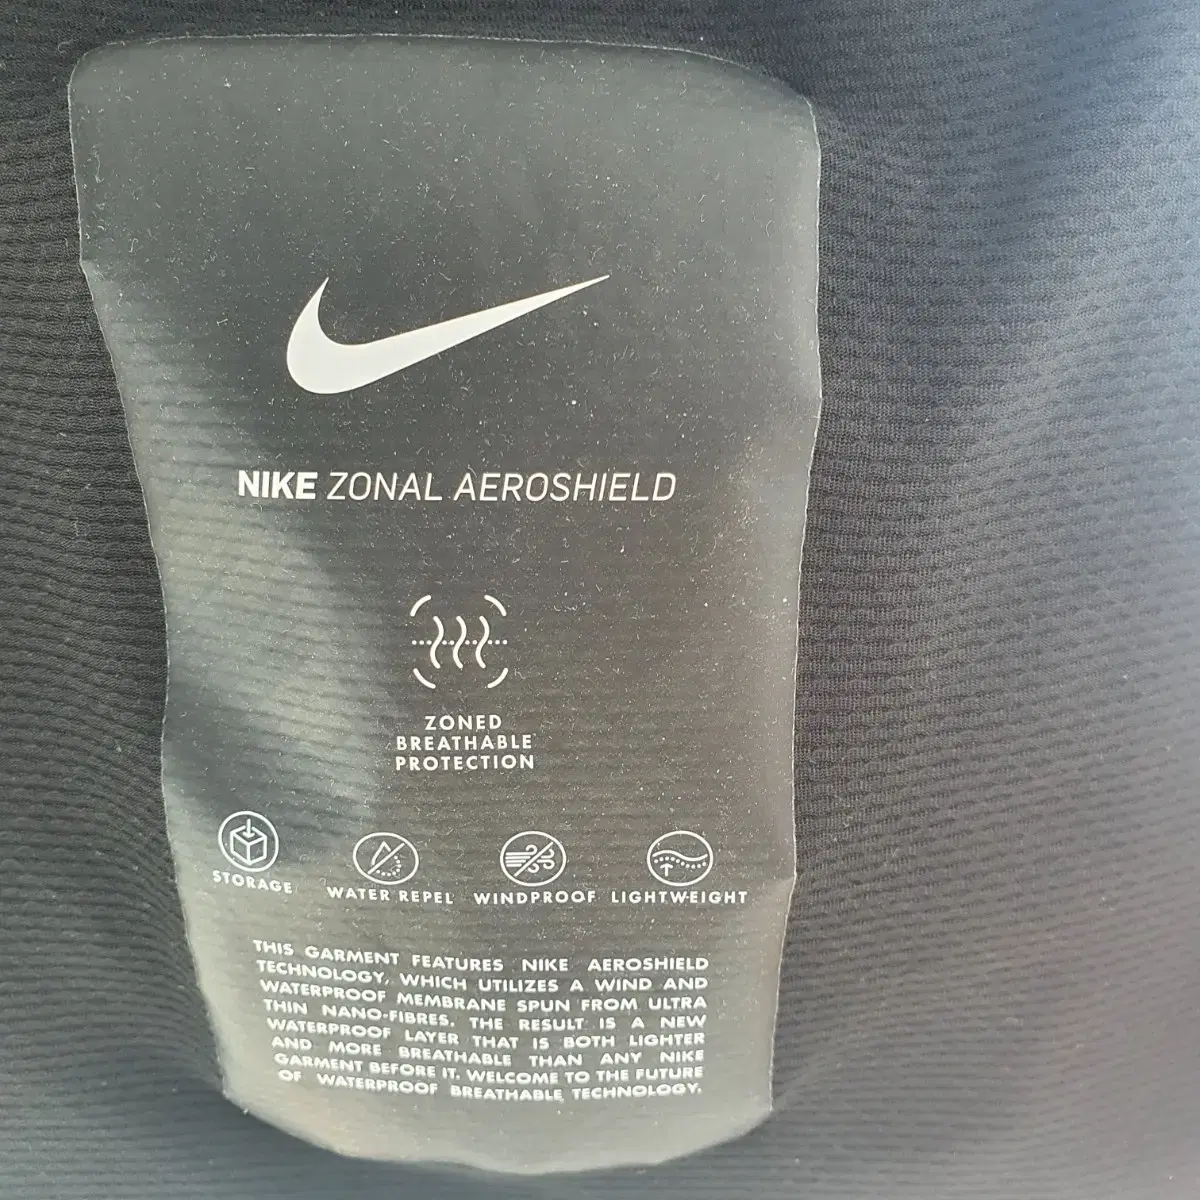 NIKE ZONAL AEROSHIELD
ZONED
BREATHABLE
PROTECTION
STORAGE
WATER REPEL
WINDPROOF
LIGHTWEIGHT
THIS GARMENT FEATURES NIKE AEROSHIELD
TECHNOLOGY, WHICH UTILIZES A WIND AND
WATERPROOF MEMBRANE SPUN FROM ULTRA
THIN NANO-FIBRES. THE RESULT IS A NEW
WATERPROOF LAYER THAT IS BOTH LIGHTER
AND MORE BREATHABLE THAN ANY NIKE
GARMENT BEFORE IT. WELCOME TO THE FUTURE
OF WATERPROOF BREATHABLE TECHNOLOGY.